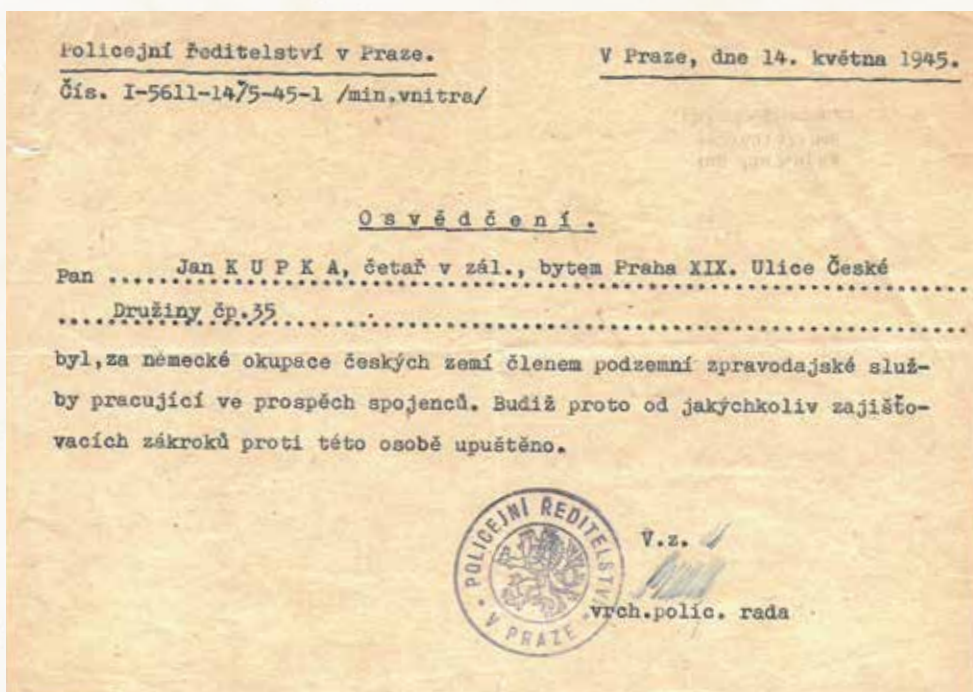 Policejní ředitelství v Praze.
V Praze, dne 14. května 1945.
Čís. I-5611-1475-45-1 /min.vnitra/
Osvědčení.
Pan ..... Jan K U P K A, četař v zál., bytem Praha XIX. Ulice České
.... Družiny čp.35
byl,za německé okupace českých zemí členem podzemní zpravodajské služ-
by pracující ve prospěch spojenců. Budiž proto od jakýchkoliv zajišťo-
vacích zákroků proti této osobě upuštěno.
POLICEJNÍ ŘEDITELSTVÍ
V PRAZE
V.z.
vrch.polic. rada